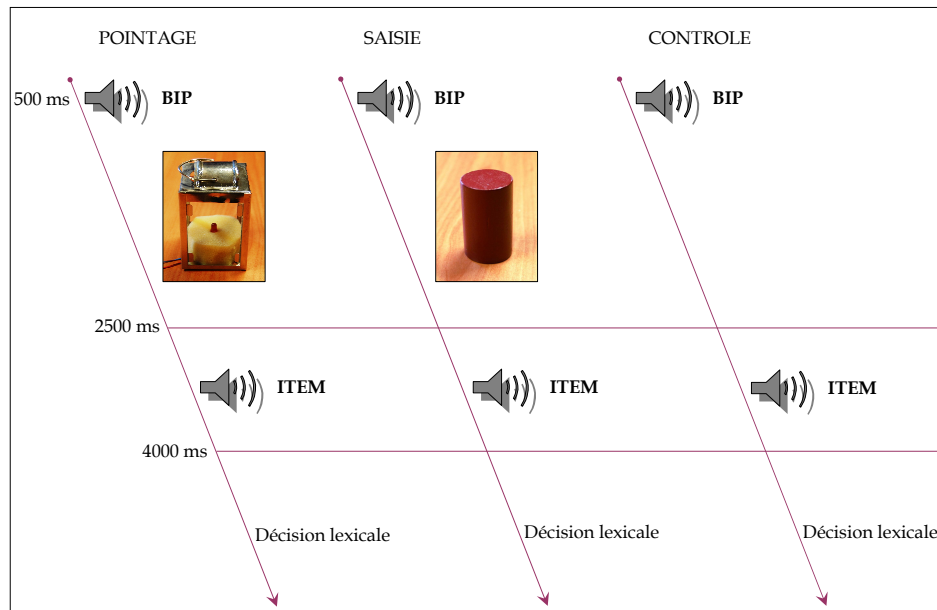 POINTAGE
SAISIE
CONTROLE
500 ms
BIP
BIP
BIP
2500 ms
ITEM
ITEM
ITEM
4000 ms
Décision lexicale
Décision lexicale
Décision lexicale